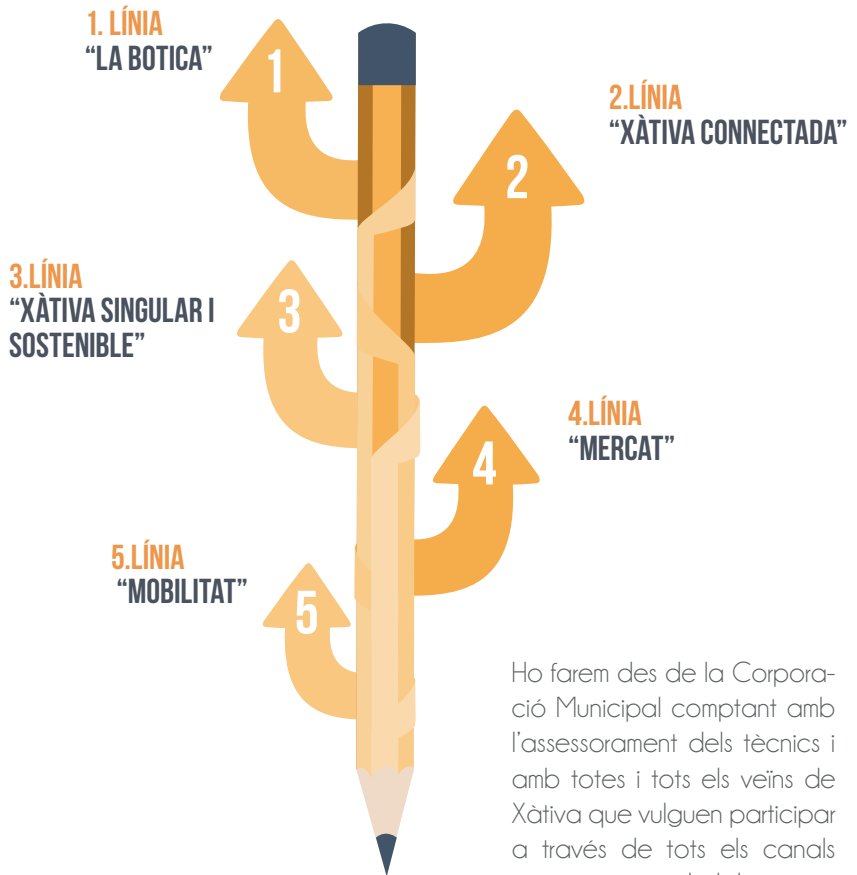 1. LÍNIA
“LA BOTICA”
1
2.LÍNIA
“XÀTIVA CONNECTADA”
2
3.LÍNIA
“XÀTIVA SINGULAR I
SOSTENIBLE”
3
4.LÍNIA
“MERCAT”
4
5.LÍNIA
“MOBILITAT”
5
Ho farem des de la Corpora-
ció Municipal comptant amb
l’assessorament dels tècnics i
amb totes i tots els veïns de
Xàtiva que vulguen participar
a través de tots els canals